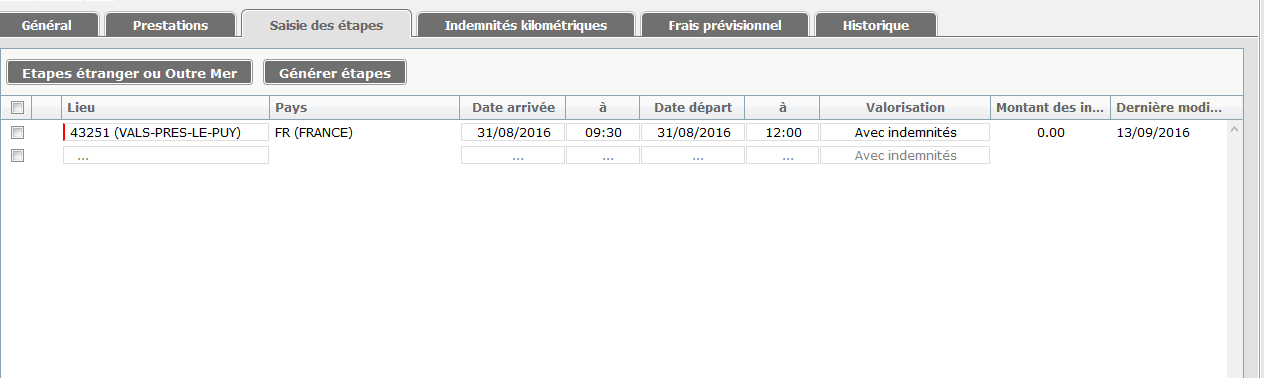 Général Prestations Saisie des étapes Indemnités kilométriques Frais prévisionnel Historique
Etapes étranger ou Outre Mer Générer étapes
Lieu Pays Date arrivée à Date départ à Valorisation Montant des in... Dernière modi...
43251 (VALS-PRES-LE-PUY) FR (FRANCE) 31/08/2016 09:30 31/08/2016 12:00 Avec indemnités 0.00 13/09/2016
... ... ... ... ... Avec indemnités